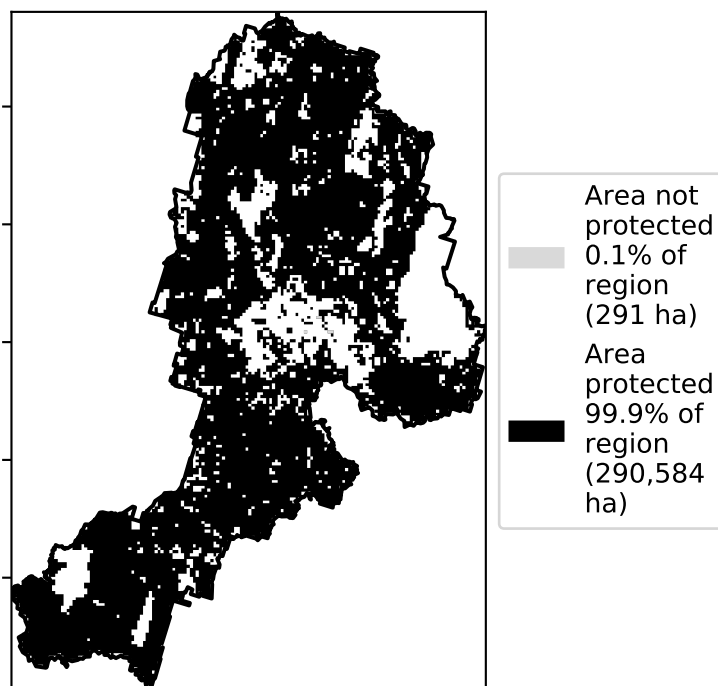 Area not
protected
0.1% of
region
(291 ha)
Area
protected
99.9% of
region
(290,584
ha)